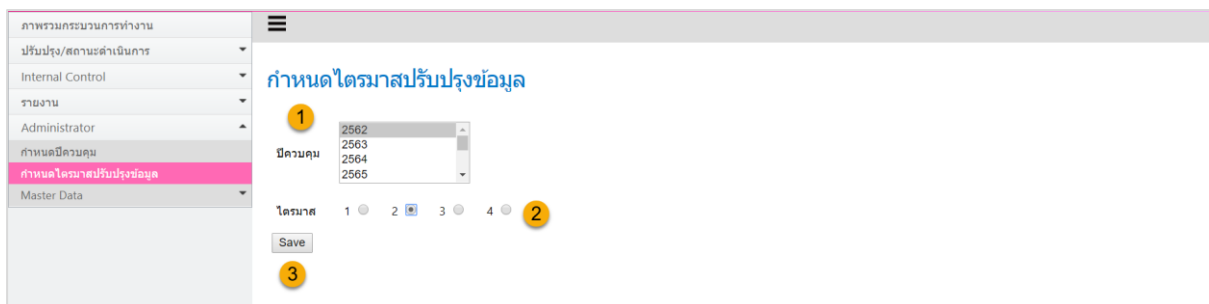 ภาพรวมกระบวนการทำงาน
ปรับปรุง/สถานะดำเนินการ
Internal Control
รายงาน
Administrator
กำหนดปีควบคุม
กำหนดไตรมาสปรับปรุงข้อมูล
Master Data
กำหนดไตรมาสปรับปรุงข้อมูล
1
ปีควบคุม
2562
2563
2564
2565
ไตรมาส 1 2 3 4 2
Save
3